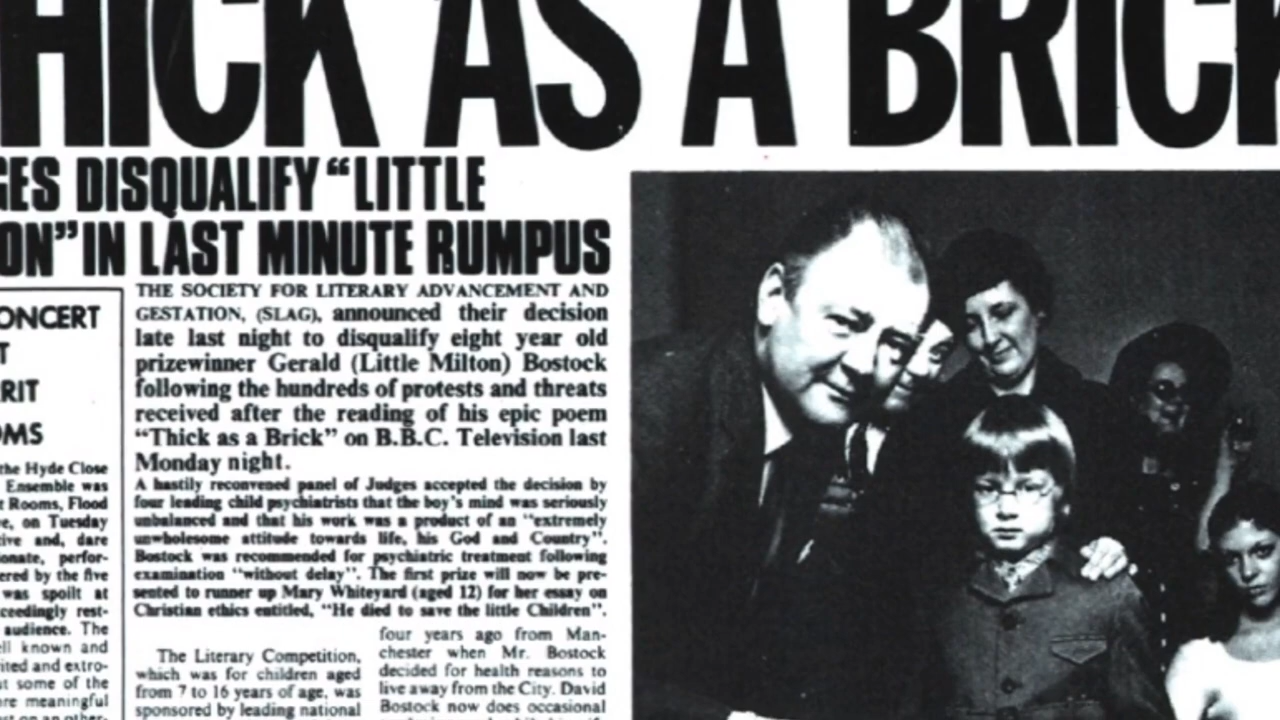 HICK AS A BRICK
GES DISQUALIFY “LITTLE
ON” IN LAST MINUTE RUMPUS
ONCERT
T
RIT
OMS
the Hyde Close
Ensemble was
t Rooms, Flood
e, on Tuesday
ive and, dare
onate, perfor-
ered by the five
was spoilt at
ceedingly rest-
audience. The
ell known and
ited and extro-
at some of the
re meaningful
st on an other-
THE SOCIETY FOR LITERARY ADVANCEMENT AND
GESTATION, (SLAG), announced their decision
late last night to disqualify eight year old
prizewinner Gerald (Little Milton) Bostock
following the hundreds of protests and threats
received after the reading of his epic poem
“Thick as a Brick” on B.B.C. Television last
Monday night.
A hastily reconvened panel of Judges accepted the decision by
four leading child psychiatrists that the boy’s mind was seriously
unbalanced and that his work was a product of an “extremely
unwholesome attitude towards life, his God and Country”.
Bostock was recommended for psychiatric treatment following
examination “without delay”. The first prize will now be pre-
sented to runner up Mary Whiteyard (aged 12) for her essay on
Christian ethics entitled, “He died to save the little Children”.
The Literary Competition,
which was for children aged
from 7 to 16 years of age, was
sponsored by leading national
four years ago from Man-
chester when Mr. Bostock
decided for health reasons to
live away from the City. David
Bostock now does occasional